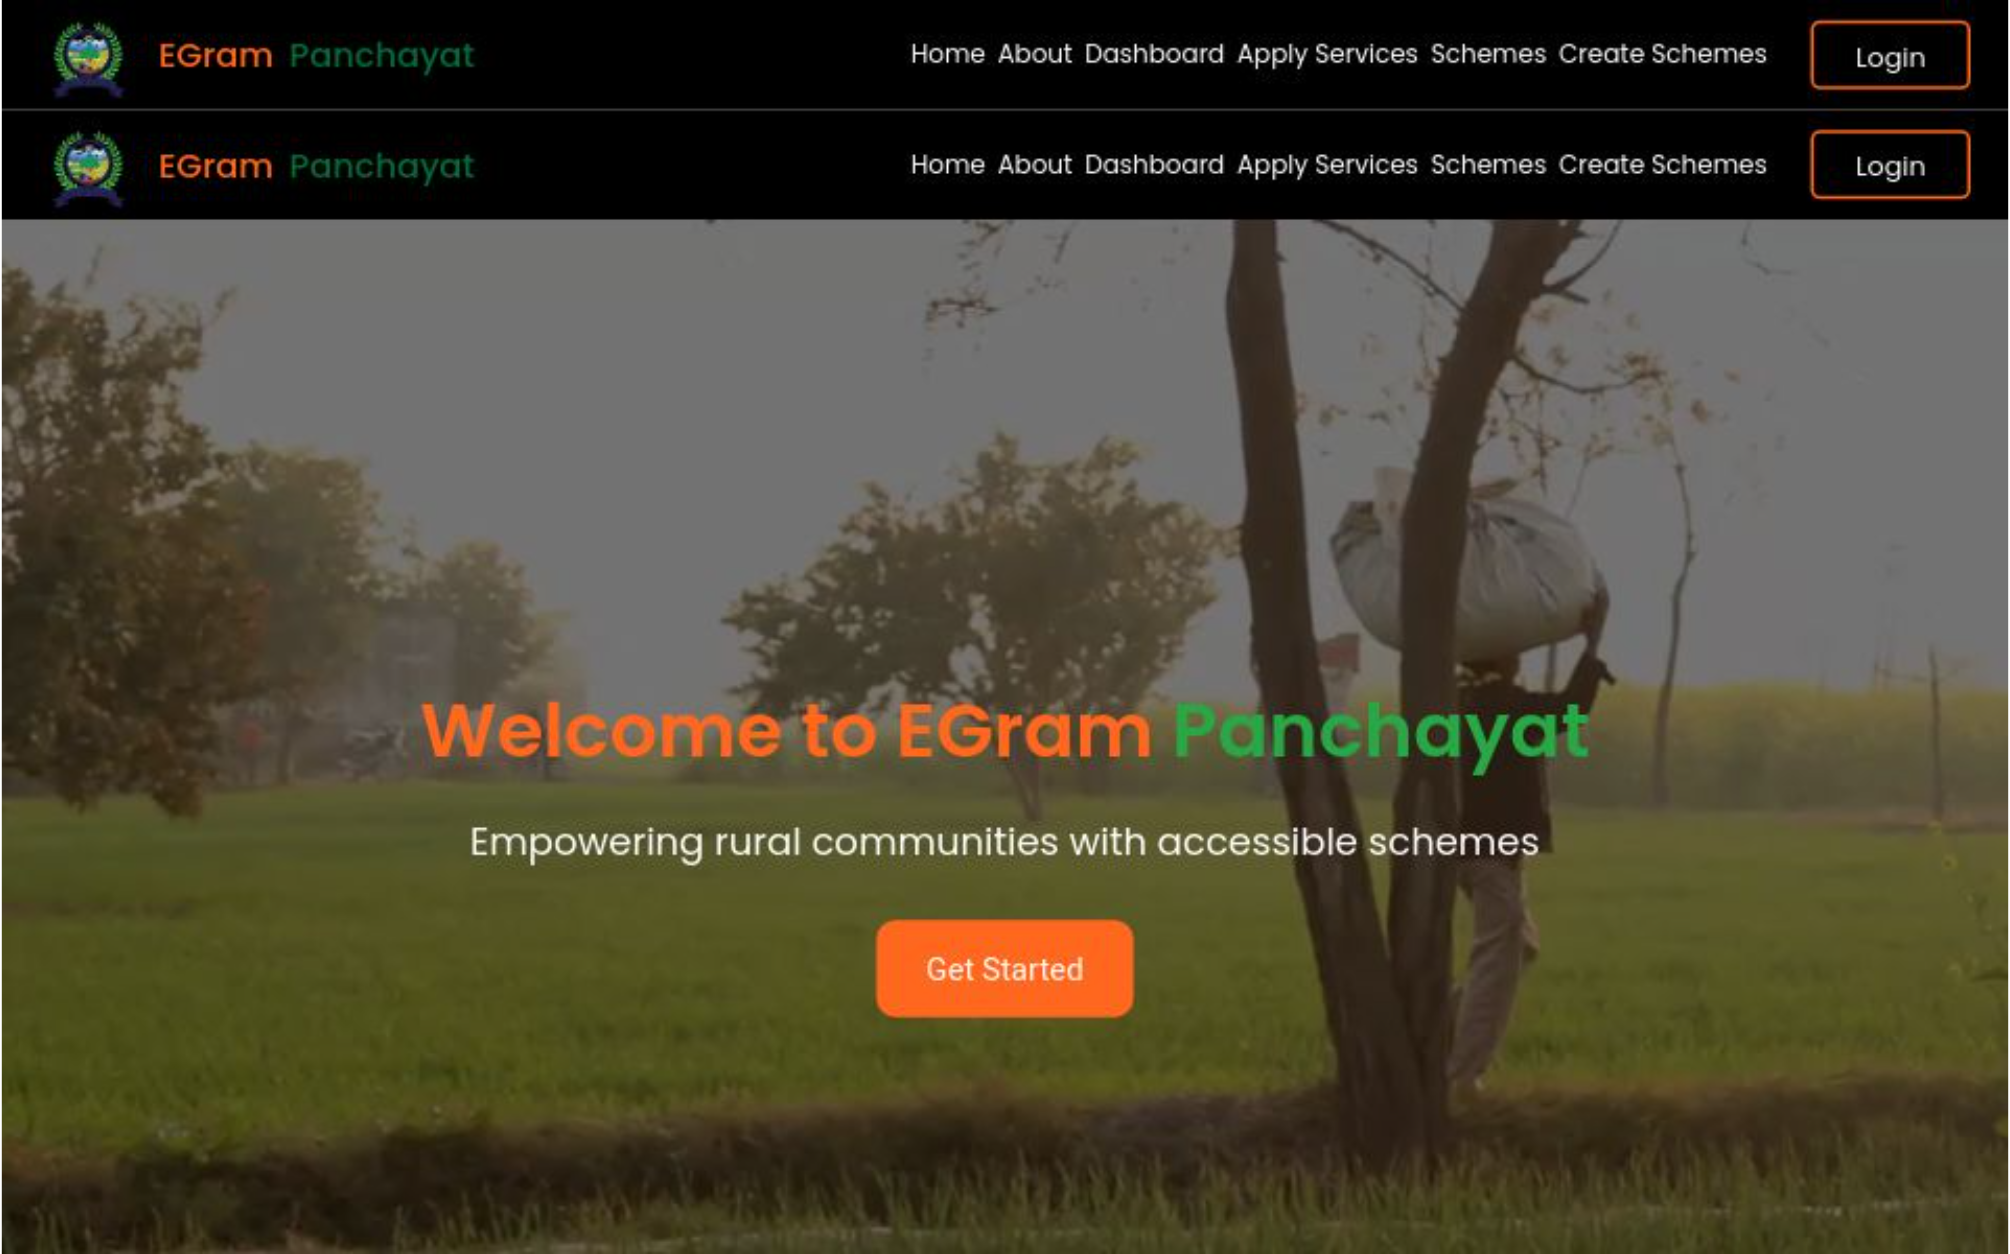 EGram Panchayat Home About Dashboard Apply Services Schemes Create Schemes Login
EGram Panchayat Home About Dashboard Apply Services Schemes Create Schemes Login
Welcome to EGram Panchayat
Empowering rural communities with accessible schemes
Get Started